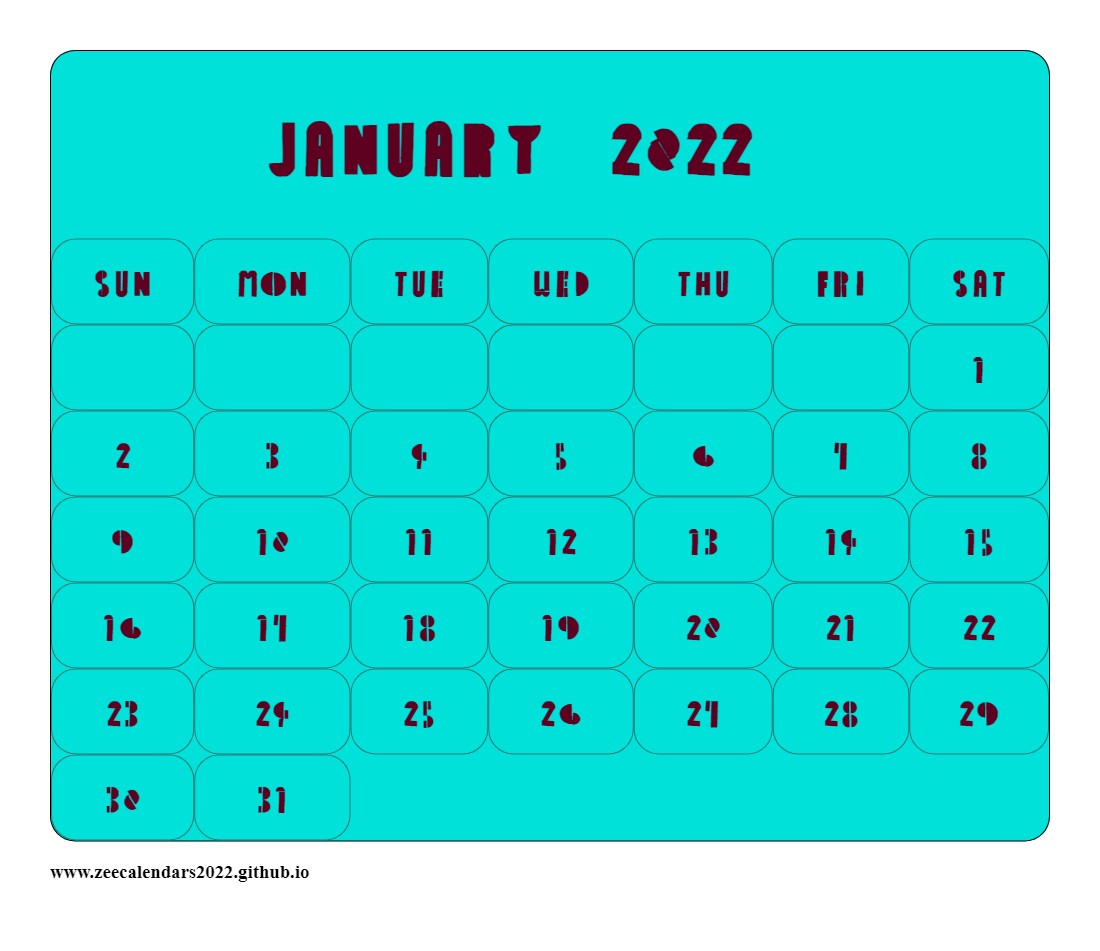 JANUARY 2022
SUN MON TUE WED THU FRI SAT
1
2 3 4 5 6 7 8
9 10 11 12 13 14 15
16 17 18 19 20 21 22
23 24 25 26 27 28 29
30 31
www.zeecalendars2022.github.io